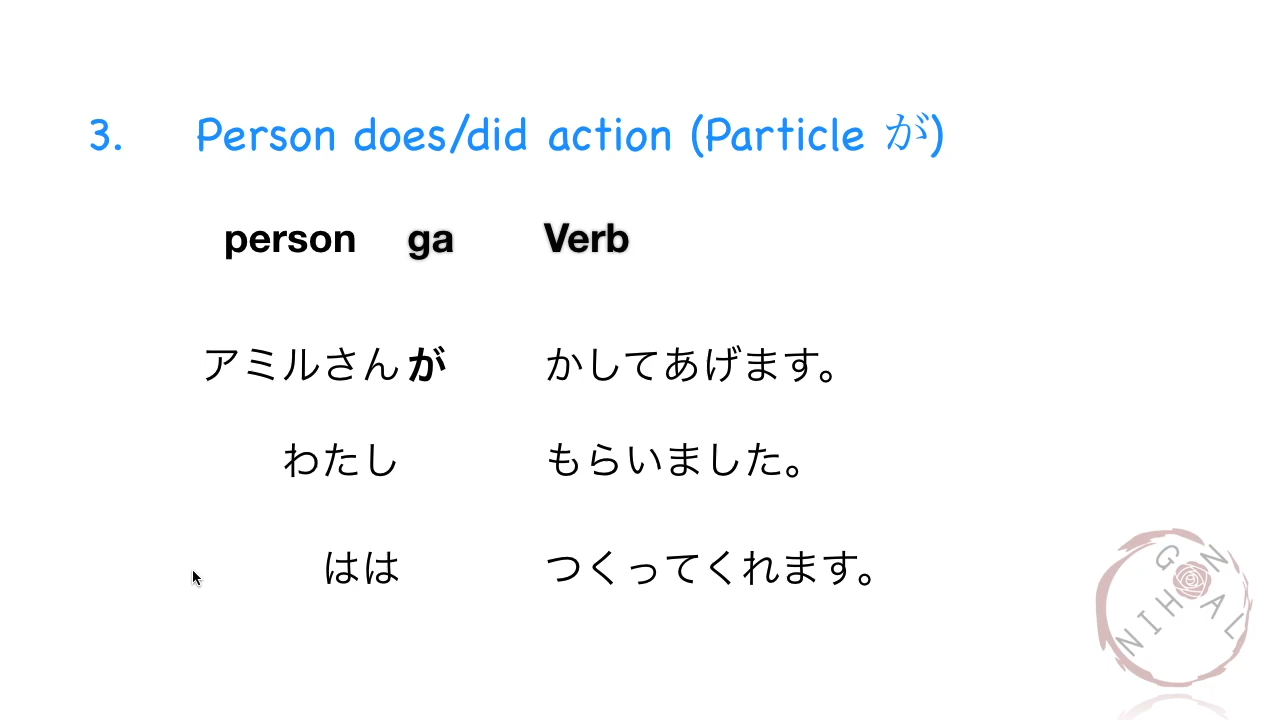 3. Person does/did action (Particle が)
person ga Verb
アミルさん が かしてあげます。
わたし もらいました。
はは つくってくれます。
NIHONGO NAL